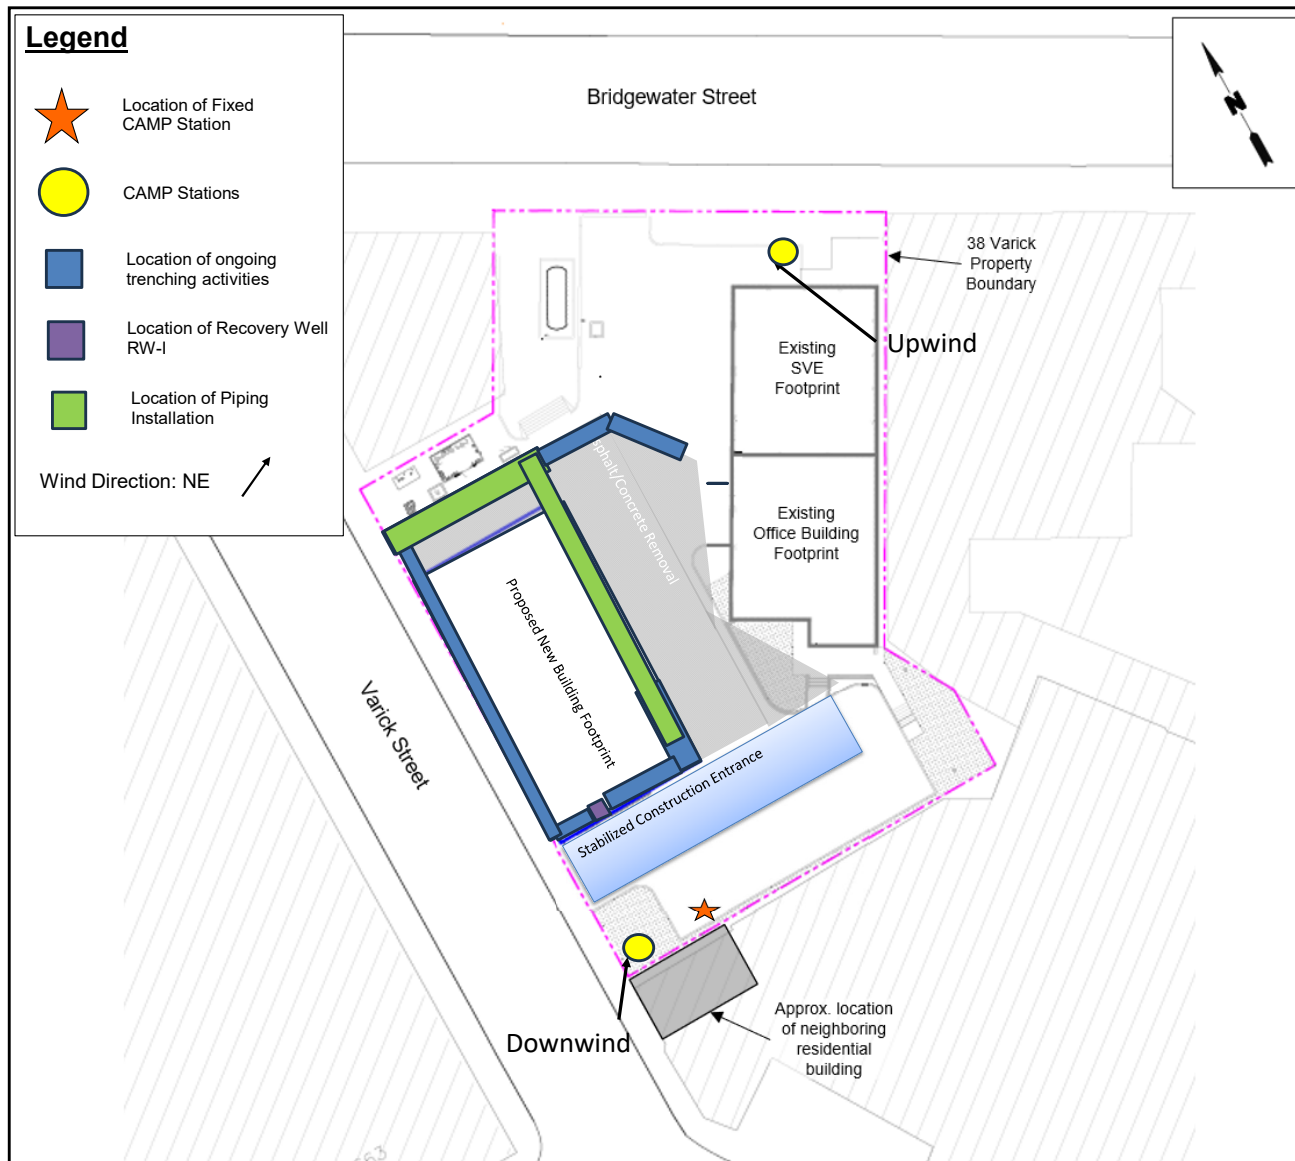 Legend
Location of Fixed
CAMP Station
CAMP Stations
Location of ongoing
trenching activities
Location of Recovery Well
RW-I
Location of Piping
Installation
Wind Direction: NE
Bridgewater Street
N
38 Varick
Property
Boundary
Upwind
Existing
SVE
Footprint
Existing
Office Building
Footprint
Asphalt/Concrete Removal
Proposed New Building Footprint
Varick Street
Stabilized Construction Entrance
Downwind
Approx. location
of neighboring
residential
building